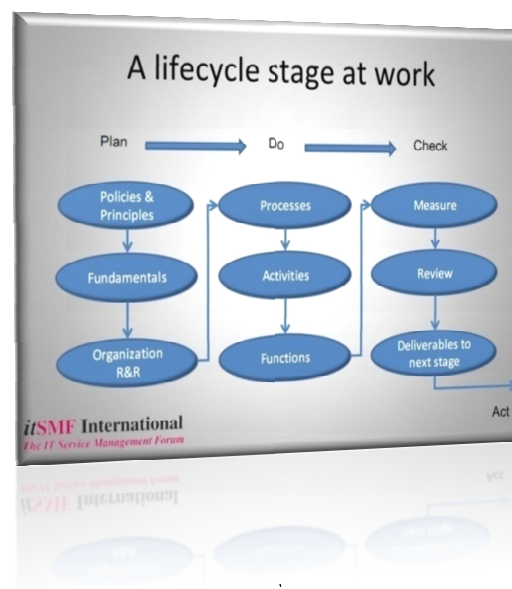 A lifecycle stage at work
Plan
Do
Check
Policies &
Principles
Fundamentals
Organization
R&R
Processes
Activities
Functions
Measure
Review
Deliverables to
next stage
Act
itSMF International
The IT Service Management Forum